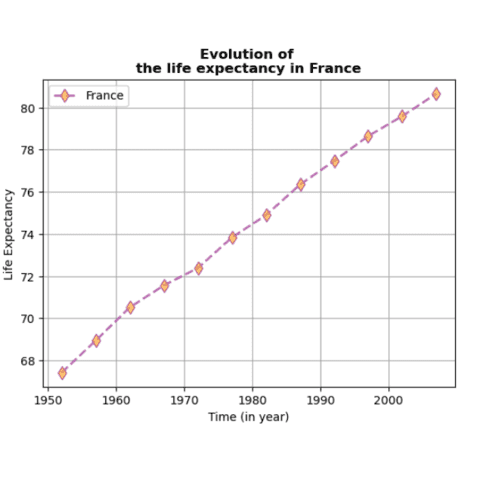 Evolution of
the life expectancy in France
France
80
78
76
74
72
70
68
Life Expectancy
1950 1960 1970 1980 1990 2000
Time (in year)